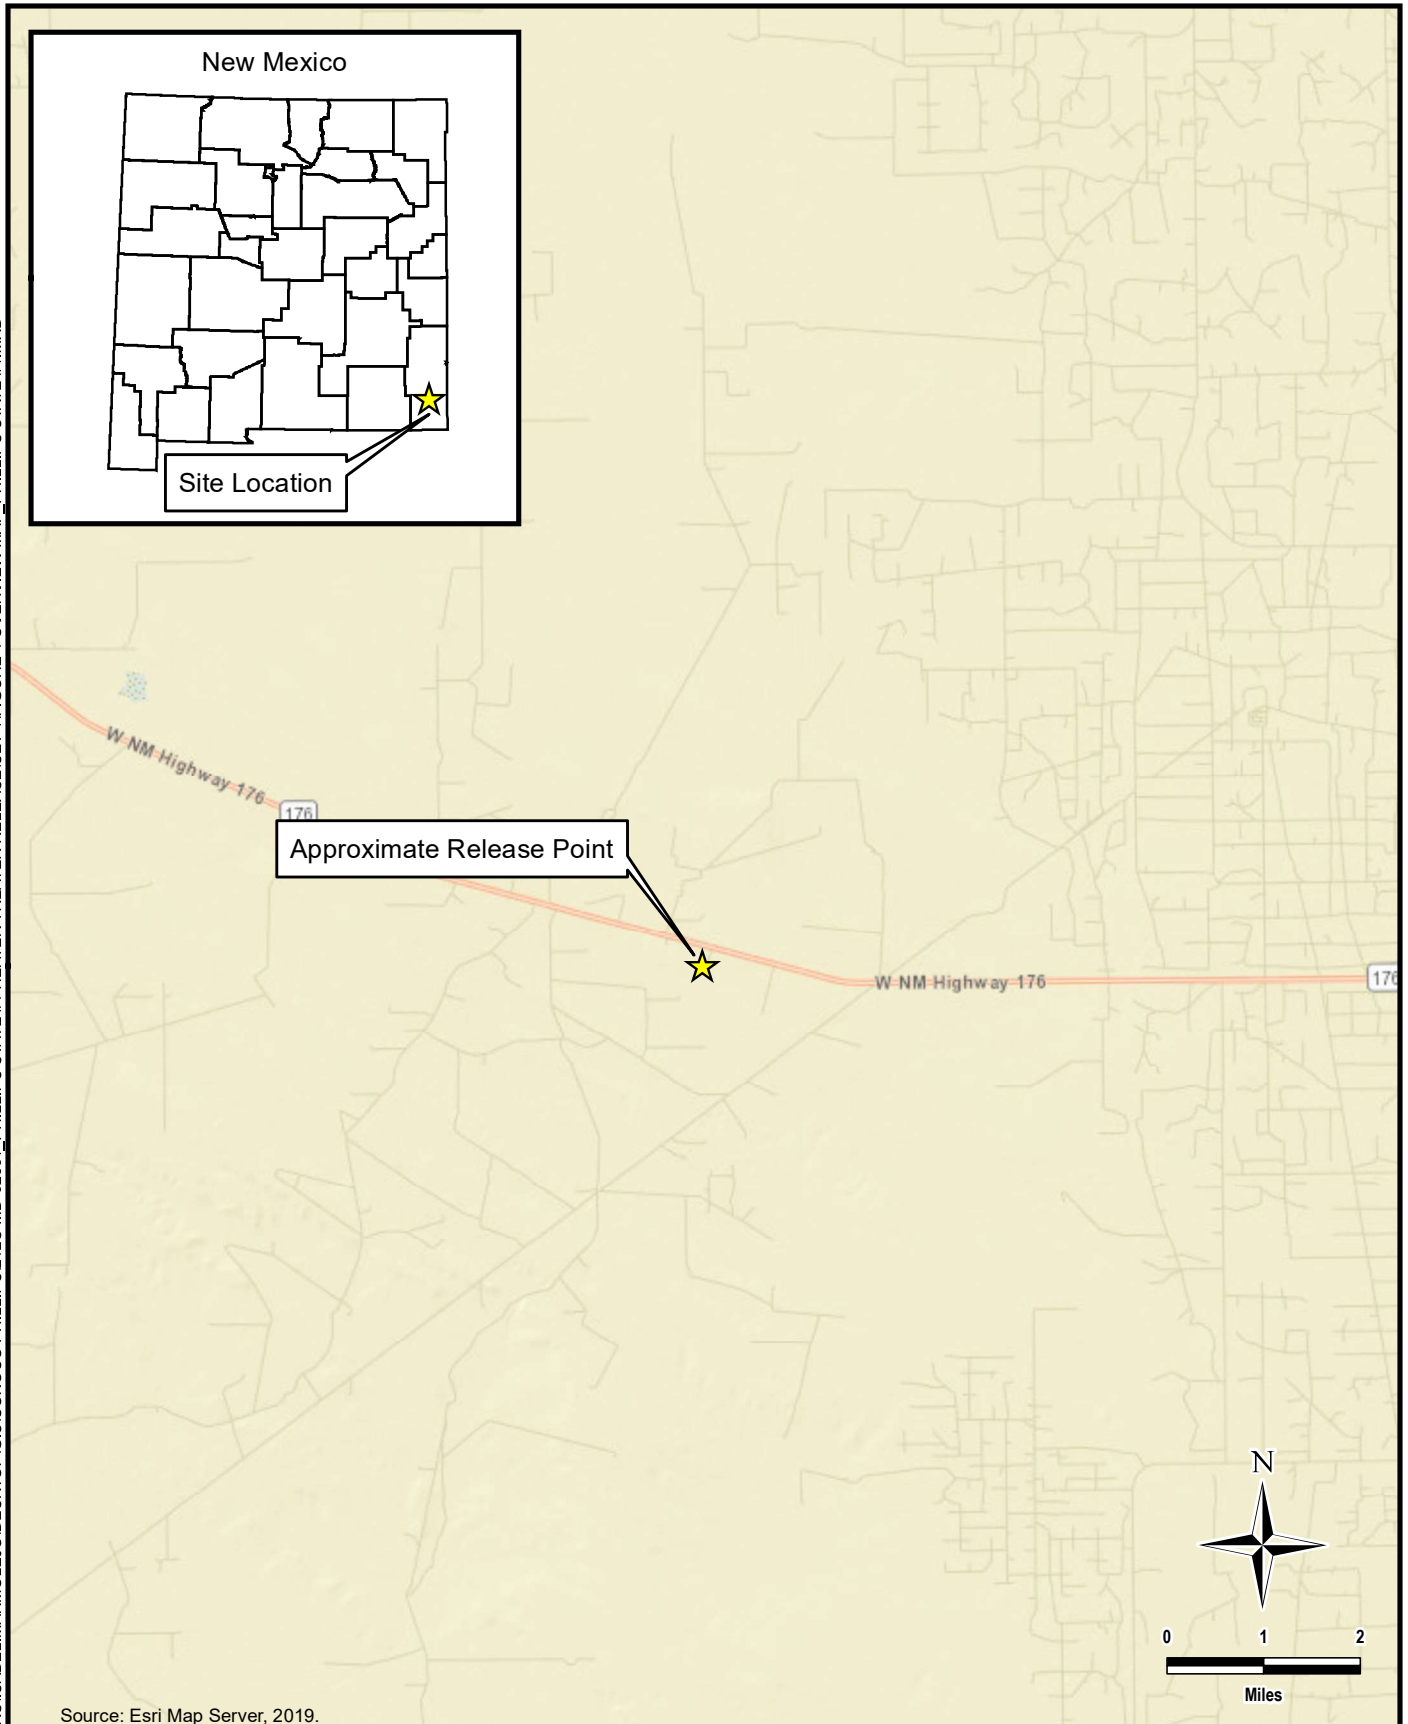 New Mexico
Site Location
W NM Highway 176
176
Approximate Release Point
W NM Highway 176
176
N
0 1 2
Miles
Source: Esri Map Server, 2019.